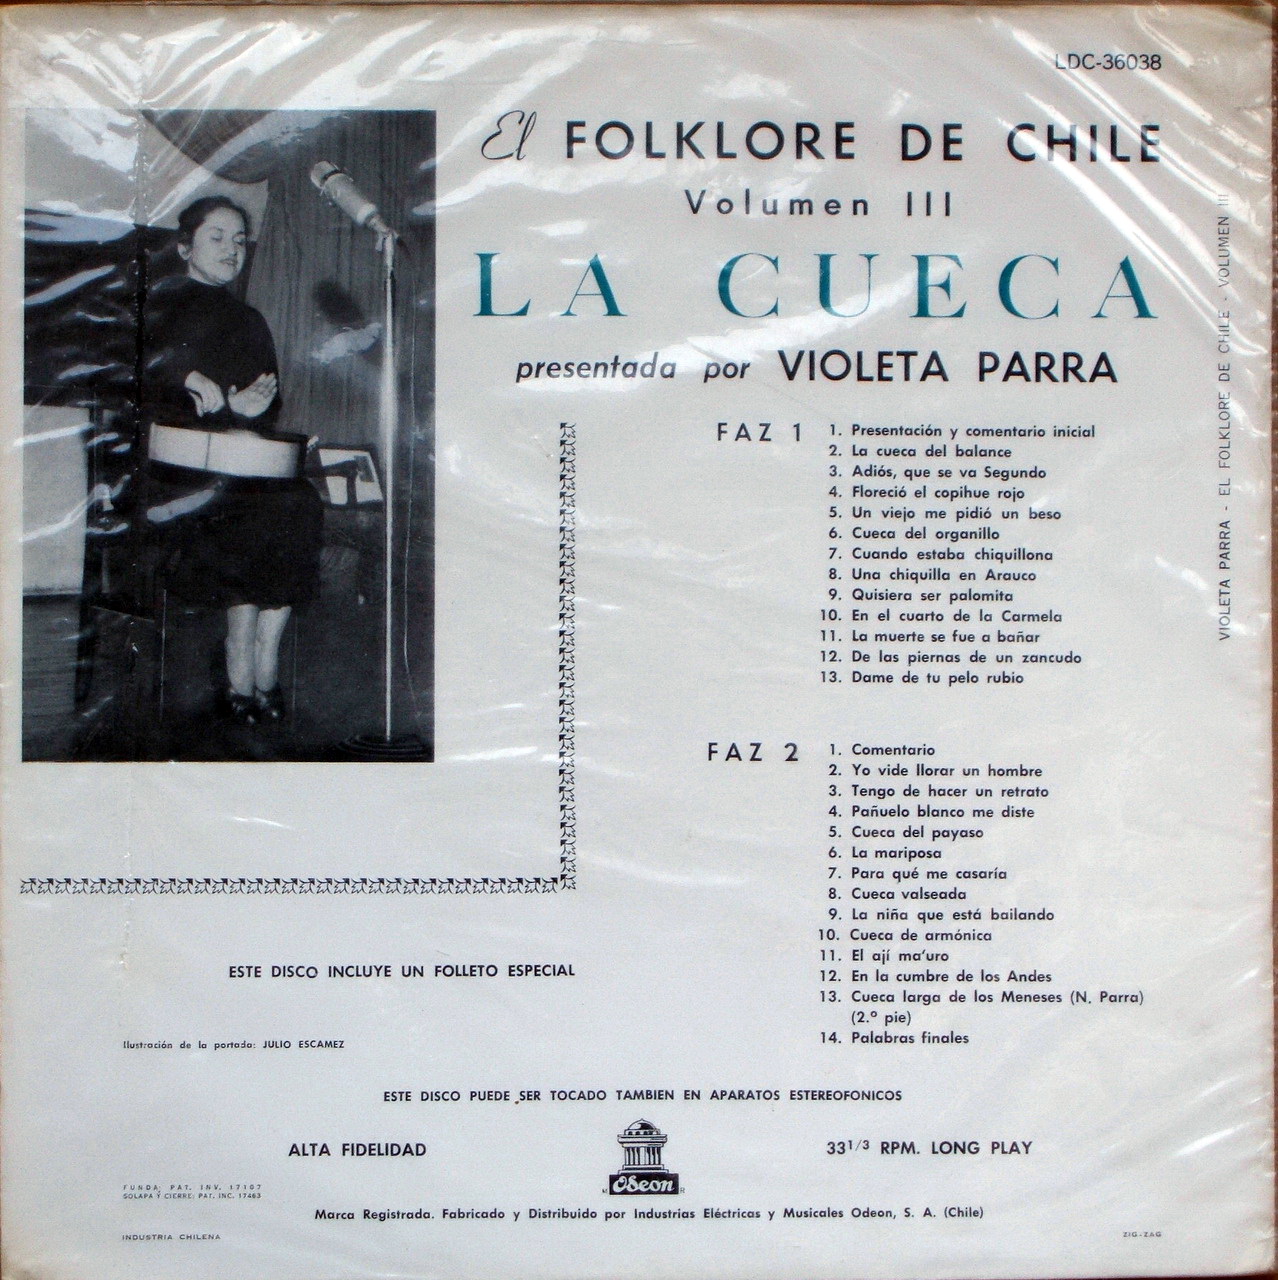 LDC-36038
El FOLKLORE DE CHILE
Volumen III
LA CUECA
presentada por VIOLETA PARRA
FAZ 1
1. Presentación y comentario inicial
2. La cueca del balance
3. Adiós, que se va Segundo
4. Floreció el copihue rojo
5. Un viejo me pidió un beso
6. Cueca del organillo
7. Cuando estaba chiquillona
8. Una chiquilla en Arauco
9. Quisiera ser palomita
10. En el cuarto de la Carmela
11. La muerte se fue a bañar
12. De las piernas de un zancudo
13. Dame de tu pelo rubio
FAZ 2
1. Comentario
2. Yo vide llorar un hombre
3. Tengo de hacer un retrato
4. Pañuelo blanco me diste
5. Cueca del payaso
6. La mariposa
7. Para qué me casaría
8. Cueca valseada
9. La niña que está bailando
10. Cueca de armónica
11. El ají ma'uro
12. En la cumbre de los Andes
13. Cueca larga de los Meneses (N. Parra)
(2.º pie)
14. Palabras finales
VIOLETA PARRA - EL FOLKLORE DE CHILE - VOLUMEN III
ESTE DISCO INCLUYE UN FOLLETO ESPECIAL
Ilustración de la portada: JULIO ESCAMEZ
ESTE DISCO PUEDE SER TOCADO TAMBIEN EN APARATOS ESTEREOFONICOS
ALTA FIDELIDAD
Odeon
33 1/3 RPM. LONG PLAY
FUNDA: PAT. INV. 17107
SOLAPA Y CIERRE: PAT. INC. 17463
Marca Registrada. Fabricado y Distribuido por Industrias Eléctricas y Musicales Odeon, S. A. (Chile)
INDUSTRIA CHILENA
ZIG-ZAG